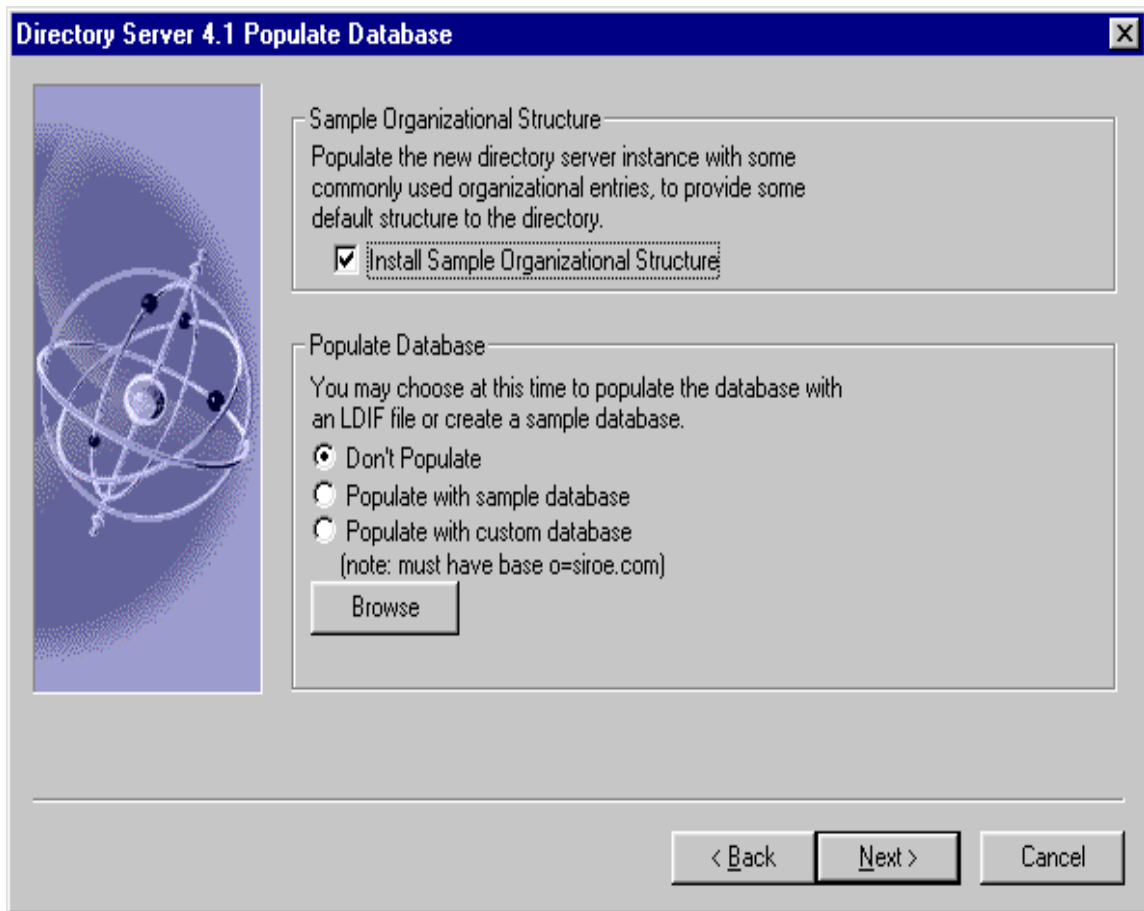 Directory Server 4.1 Populate Database
Sample Organizational Structure
Populate the new directory server instance with some
commonly used organizational entries, to provide some
default structure to the directory.
Install Sample Organizational Structure
Populate Database
You may choose at this time to populate the database with
an LDIF file or create a sample database.
Don't Populate
Populate with sample database
Populate with custom database
(note: must have base o=siroe.com)
Browse
< Back
Next >
Cancel